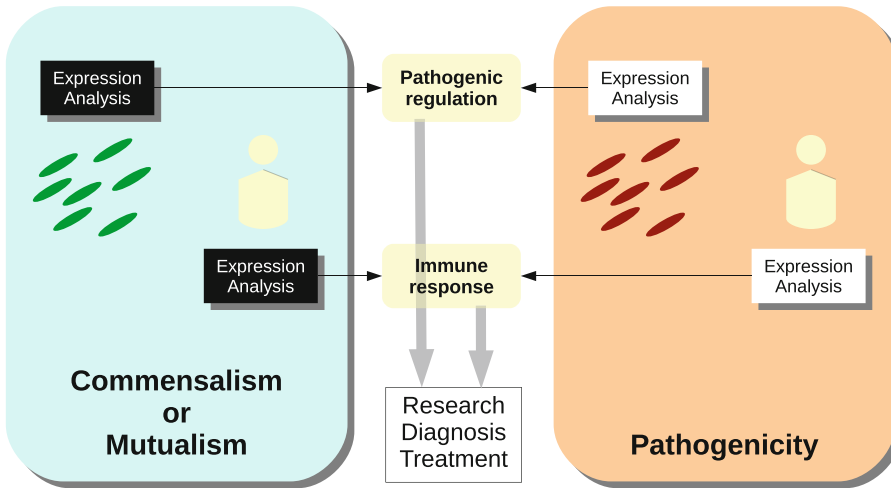 Expression
Analysis
Pathogenic
regulation
Expression
Analysis
Expression
Analysis
Immune
response
Expression
Analysis
Commensalism
or
Mutualism
Research
Diagnosis
Treatment
Pathogenicity